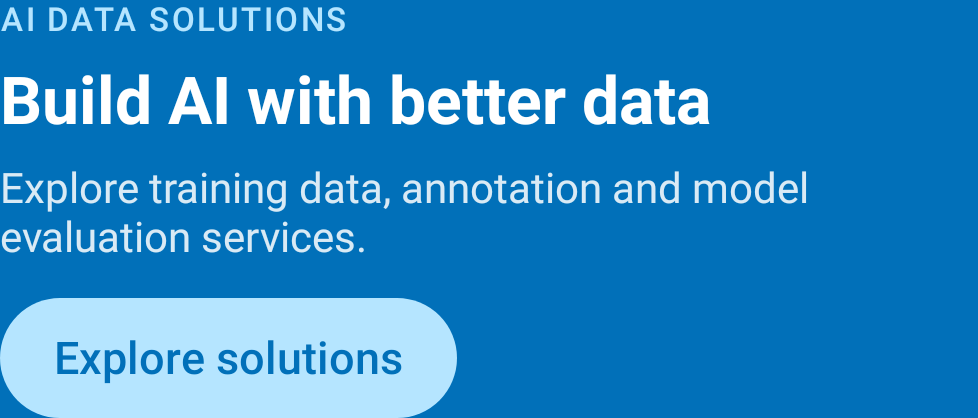 AI DATA SOLUTIONS
Build AI with better data
Explore training data, annotation and model
evaluation services.
Explore solutions